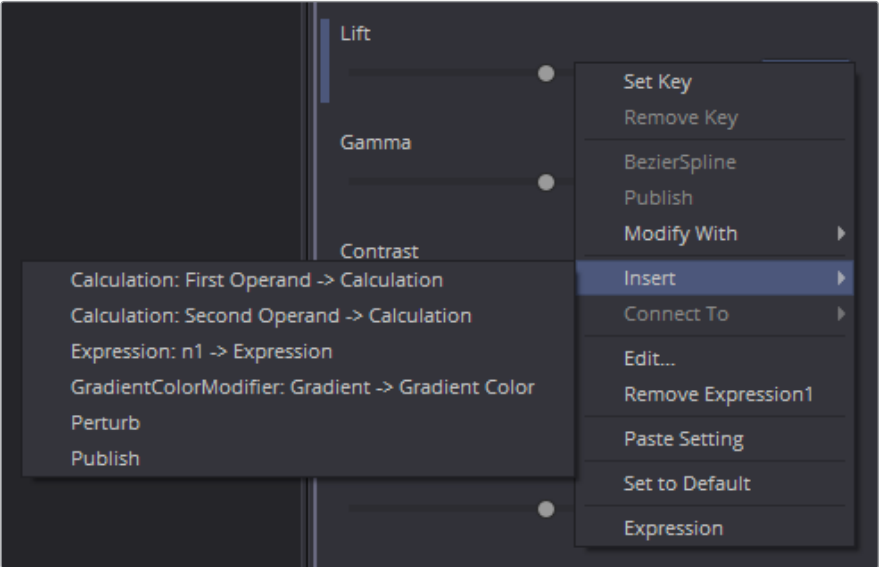 Lift
Gamma
Contrast
Set Key
Remove Key
BezierSpline
Publish
Modify With
Insert
Connect To
Edit...
Remove Expression1
Paste Setting
Set to Default
Expression
Calculation: First Operand -> Calculation
Calculation: Second Operand -> Calculation
Expression: n1 -> Expression
GradientColorModifier: Gradient -> Gradient Color
Perturb
Publish